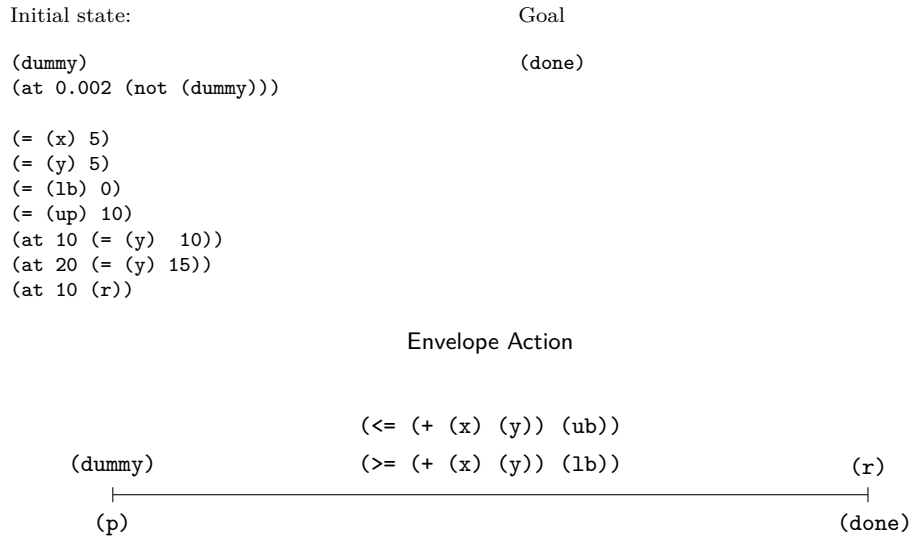 Initial state:
Goal
(dummy)
(done)
(at 0.002 (not (dummy)))
(= (x) 5)
(= (y) 5)
(= (lb) 0)
(= (up) 10)
(at 10 (= (y)  10))
(at 20 (= (y) 15))
(at 10 (r))
Envelope Action
(<= (+ (x) (y)) (ub))
(dummy)
(>= (+ (x) (y)) (lb))
(r)
(p)
(done)